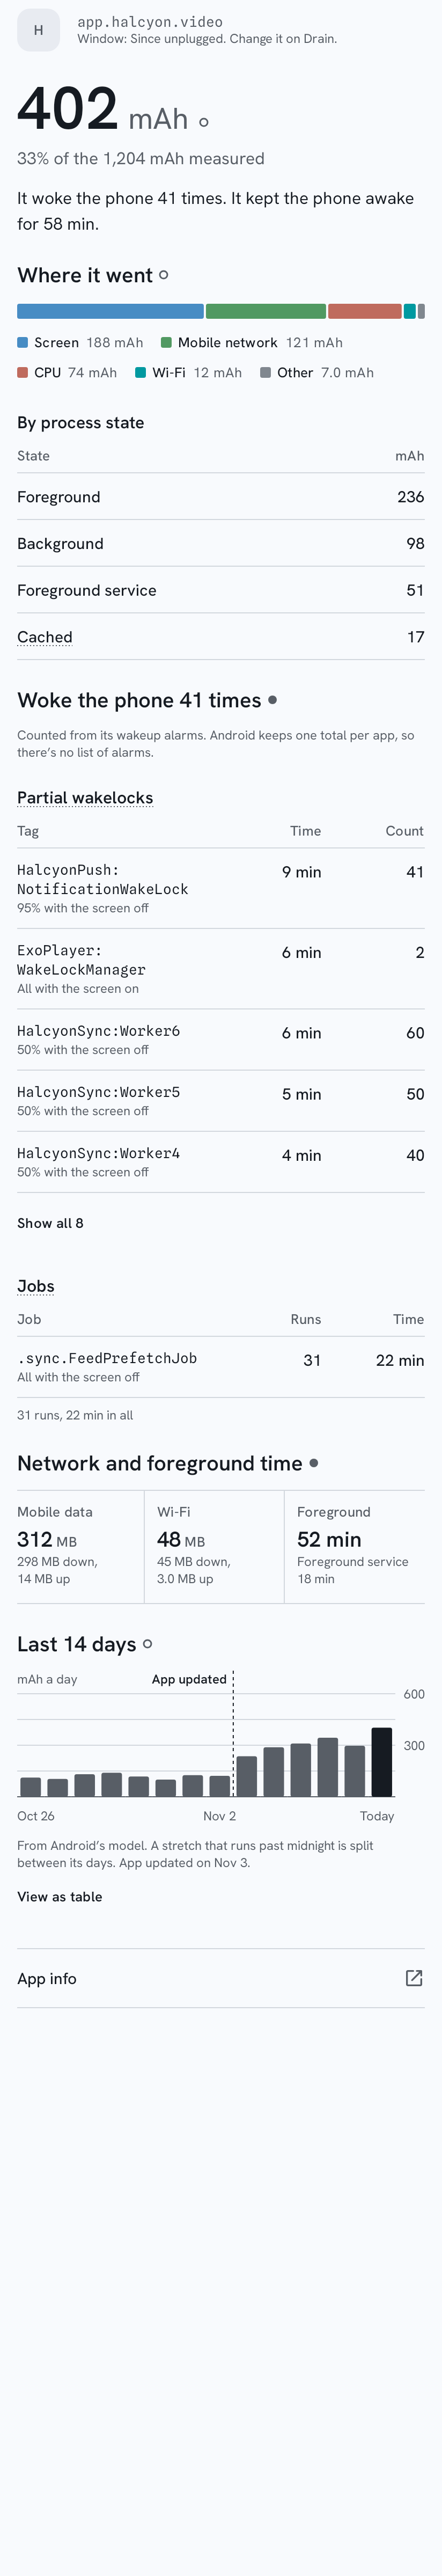 H
app.halcyon.video
Window: Since unplugged. Change it on Drain.
402 mAh
33% of the 1,204 mAh measured
It woke the phone 41 times. It kept the phone awake
for 58 min.
Where it went
Screen 188 mAh Mobile network 121 mAh
CPU 74 mAh Wi-Fi 12 mAh Other 7.0 mAh
By process state
State mAh
Foreground 236
Background 98
Foreground service 51
Cached 17
Woke the phone 41 times
Counted from its wakeup alarms. Android keeps one total per app, so
there’s no list of alarms.
Partial wakelocks
Tag Time Count
HalcyonPush:
NotificationWakeLock 9 min 41
95% with the screen off
ExoPlayer:
WakeLockManager 6 min 2
All with the screen on
HalcyonSync:Worker6 6 min 60
50% with the screen off
HalcyonSync:Worker5 5 min 50
50% with the screen off
HalcyonSync:Worker4 4 min 40
50% with the screen off
Show all 8
Jobs
Job Runs Time
.sync.FeedPrefetchJob 31 22 min
All with the screen off
31 runs, 22 min in all
Network and foreground time
Mobile data Wi-Fi Foreground
312 MB 48 MB 52 min
298 MB down, 45 MB down, Foreground service
14 MB up 3.0 MB up 18 min
Last 14 days
mAh a day App updated
600
300
Oct 26 Nov 2 Today
From Android’s model. A stretch that runs past midnight is split
between its days. App updated on Nov 3.
View as table
App info